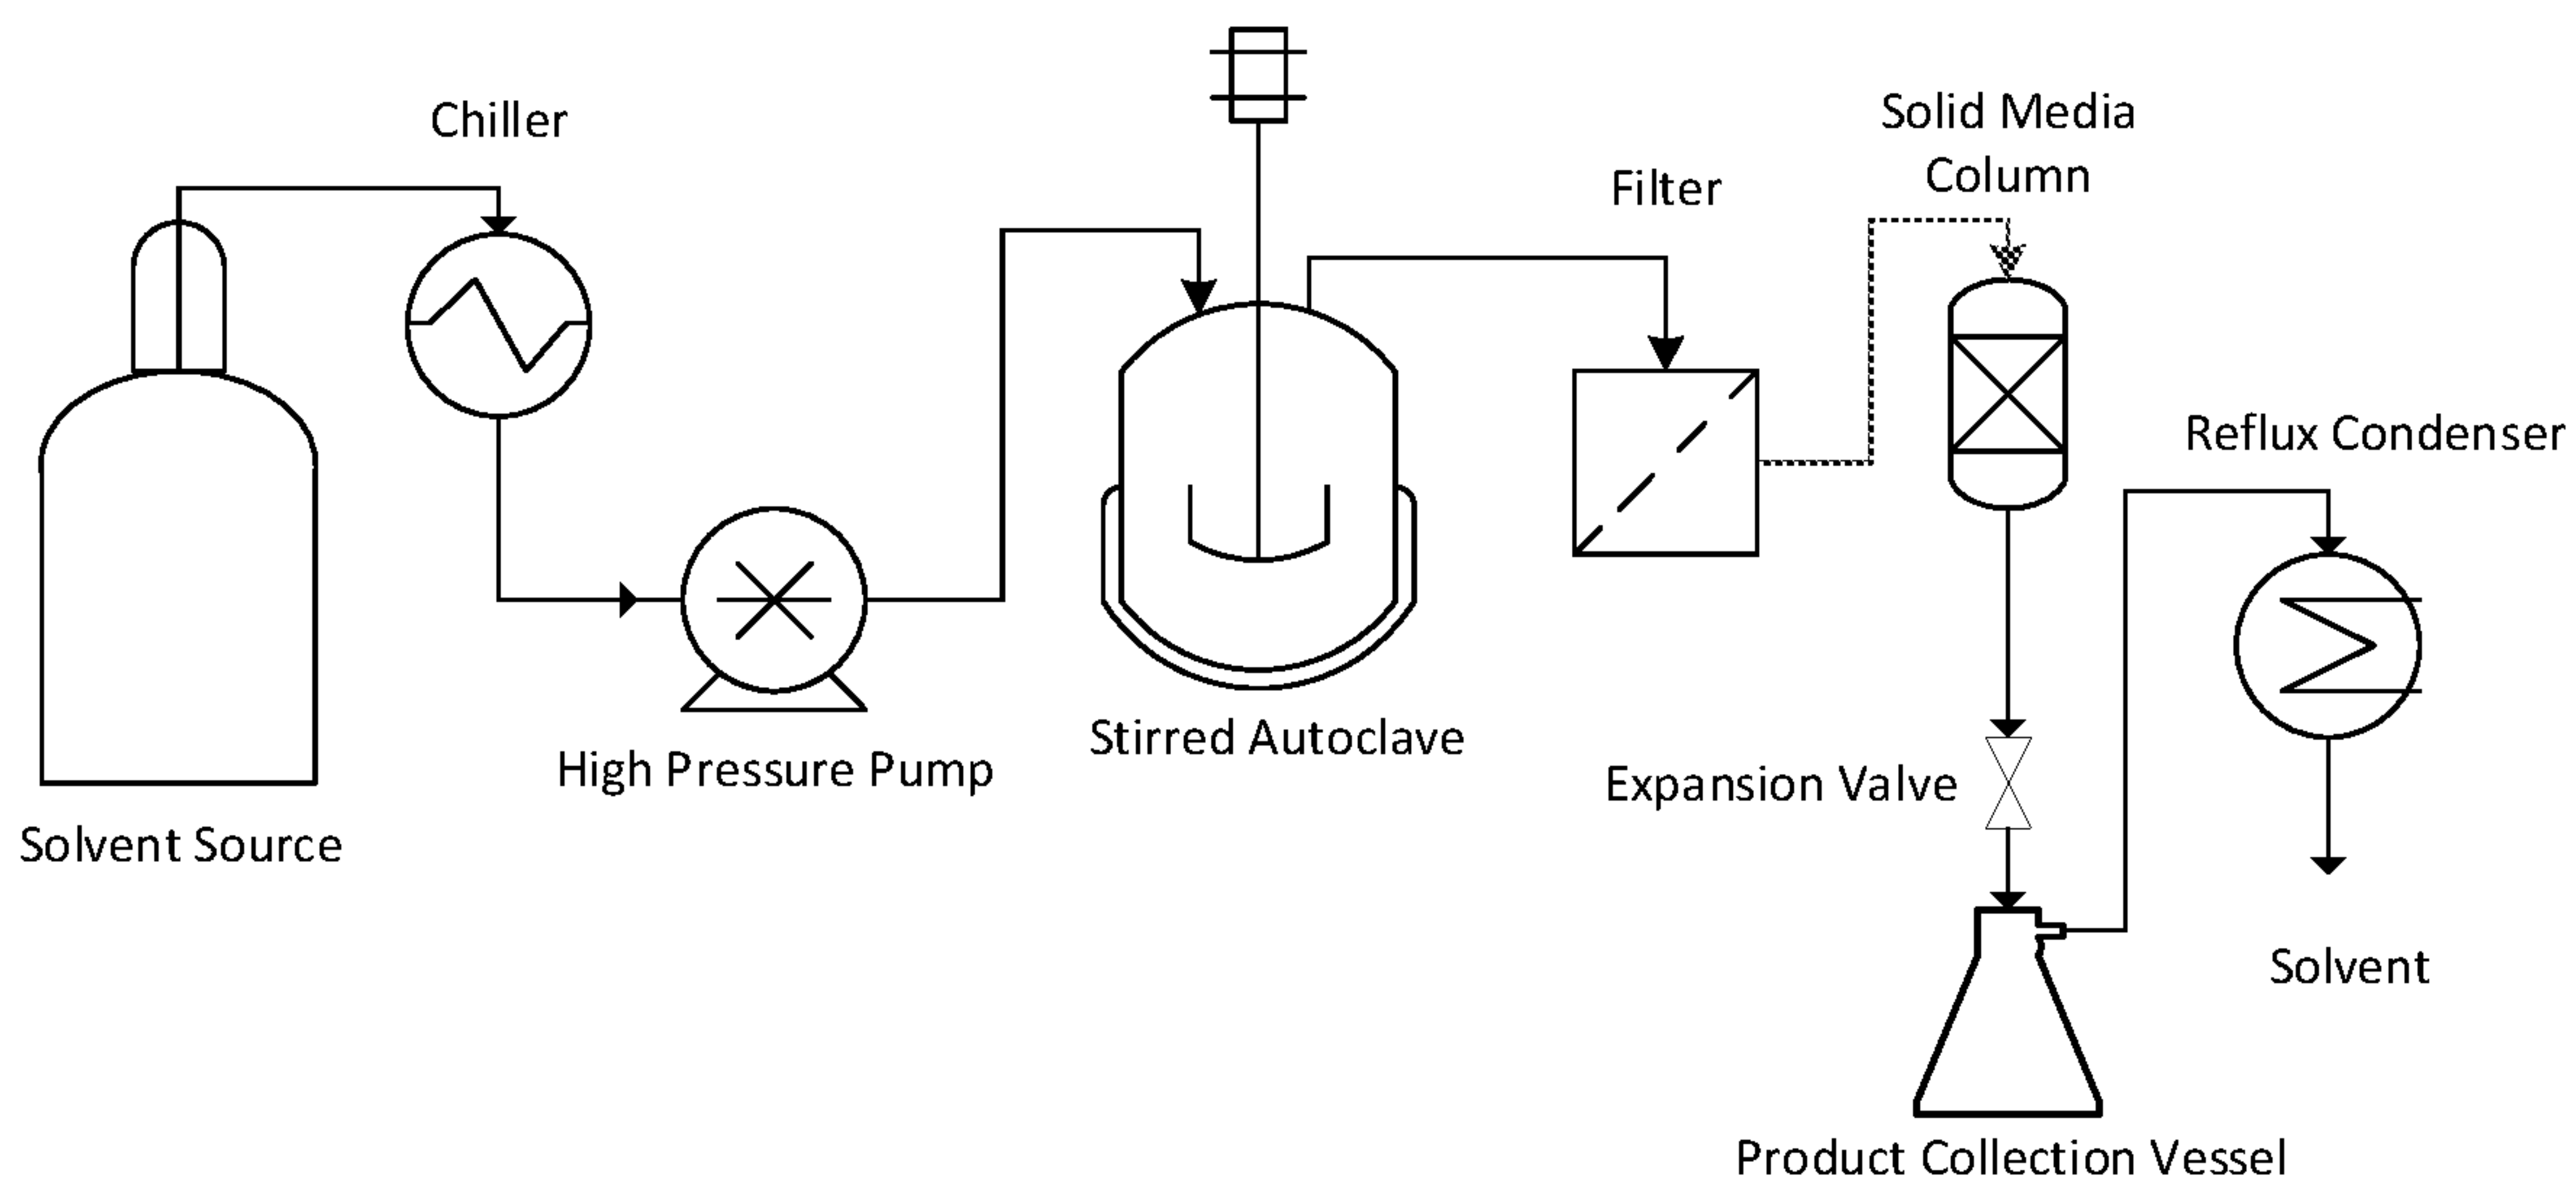 Chiller
Solid Media
Column
Filter
Reflux Condenser
High Pressure Pump
Stirred Autoclave
Expansion Valve
Solvent Source
Solvent
Product Collection Vessel